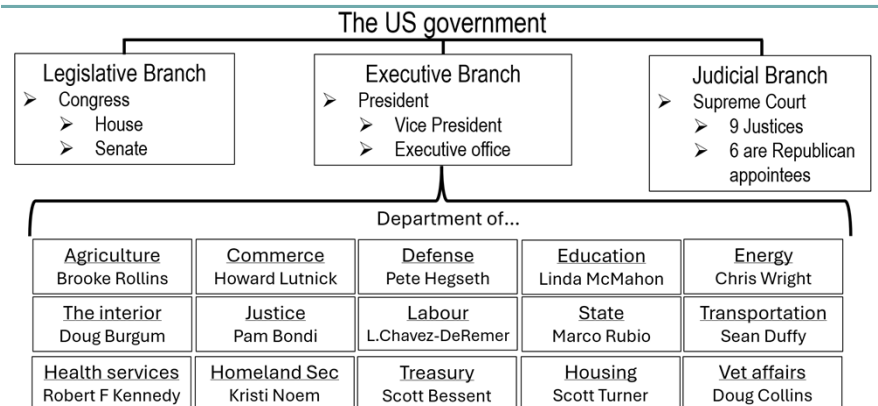 The US government
Legislative Branch
➢ Congress
➢ House
➢ Senate
Executive Branch
➢ President
➢ Vice President
➢ Executive office
Judicial Branch
➢ Supreme Court
➢ 9 Justices
➢ 6 are Republican
appointees
Department of...
Agriculture
Brooke Rollins
Commerce
Howard Lutnick
Defense
Pete Hegseth
Education
Linda McMahon
Energy
Chris Wright
The interior
Doug Burgum
Justice
Pam Bondi
Labour
L.Chavez-DeRemer
State
Marco Rubio
Transportation
Sean Duffy
Health services
Robert F Kennedy
Homeland Sec
Kristi Noem
Treasury
Scott Bessent
Housing
Scott Turner
Vet affairs
Doug Collins